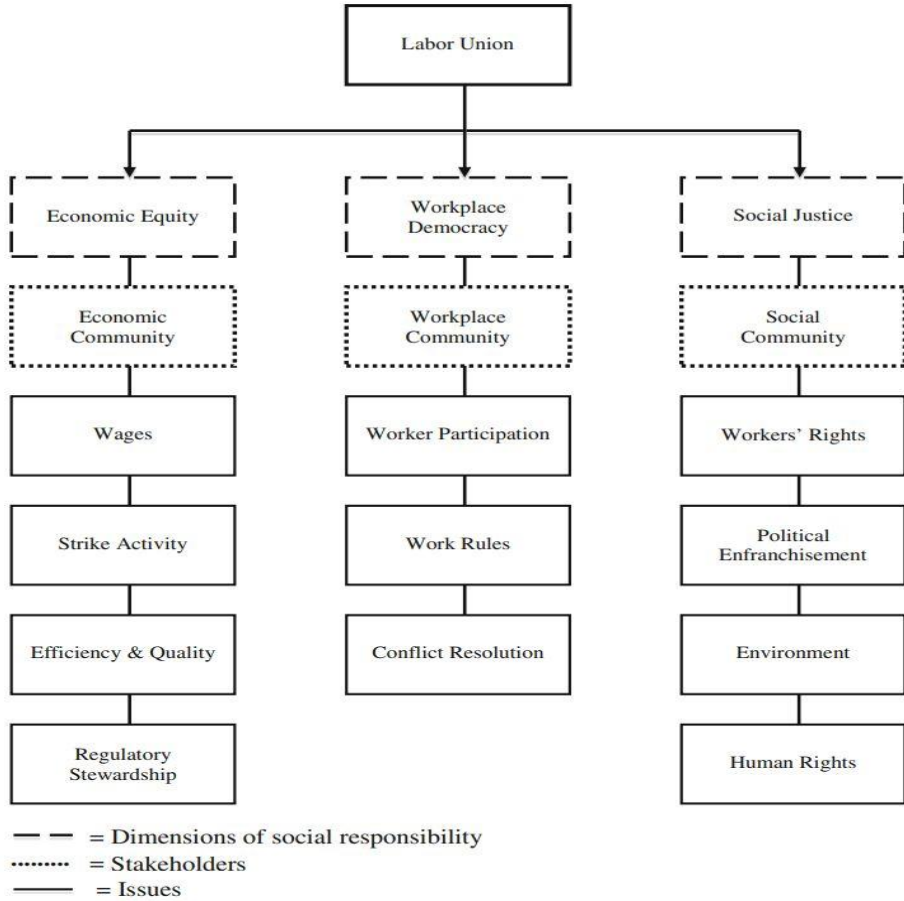 Labor Union
Economic Equity
Workplace
Democracy
Social Justice
Economic
Community
Workplace
Community
Social
Community
Wages
Worker Participation
Workers’ Rights
Strike Activity
Work Rules
Political
Enfranchisement
Efficiency & Quality
Conflict Resolution
Environment
Regulatory
Stewardship
Human Rights
= Dimensions of social responsibility
= Stakeholders
= Issues